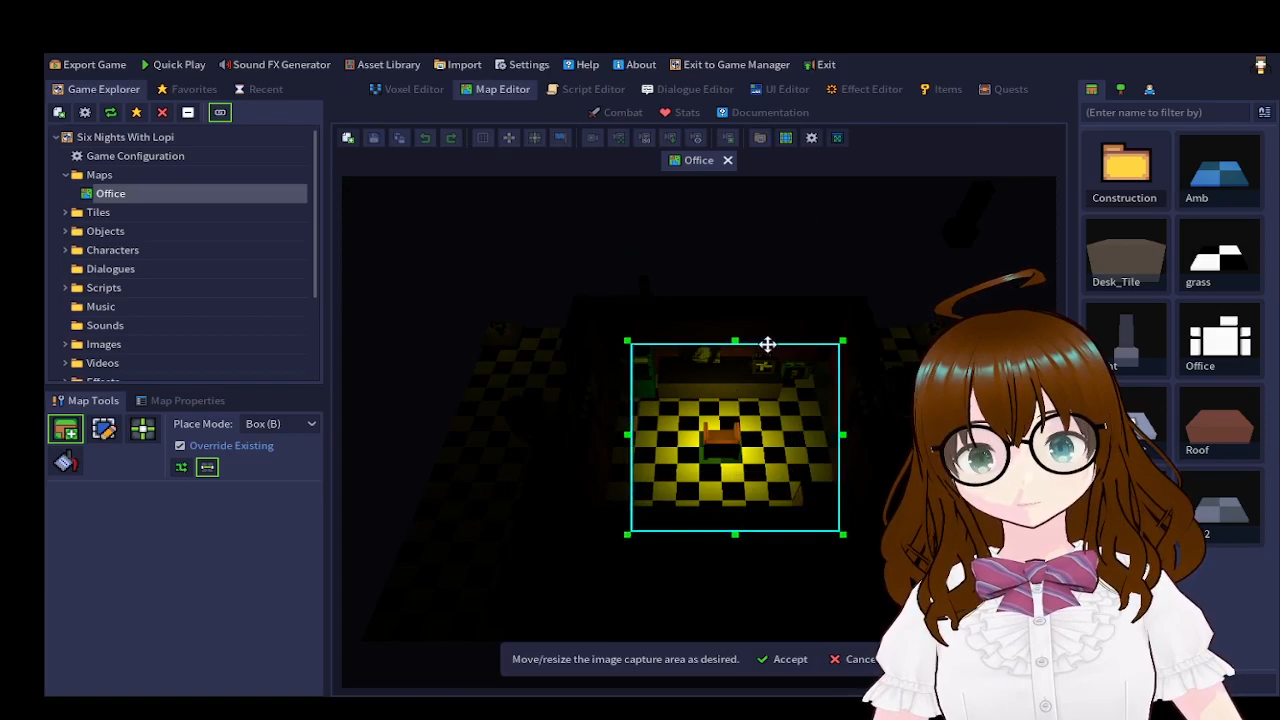 Export Game Quick Play Sound FX Generator Asset Library Import Settings Help About Exit to Game Manager Exit
Game Explorer Favorites Recent Voxel Editor Map Editor Script Editor Dialogue Editor UI Editor Effect Editor Items Quests
Combat Stats Documentation
(Enter name to filter by)
Six Nights With Lopi
Game Configuration
Maps
Office
Tiles
Objects
Characters
Dialogues
Scripts
Music
Sounds
Images
Videos
Office
Construction Amb
Desk_Tile grass
Office
Roof
2
Map Tools Map Properties
Place Mode: Box (B)
Override Existing
Move/resize the image capture area as desired. Accept